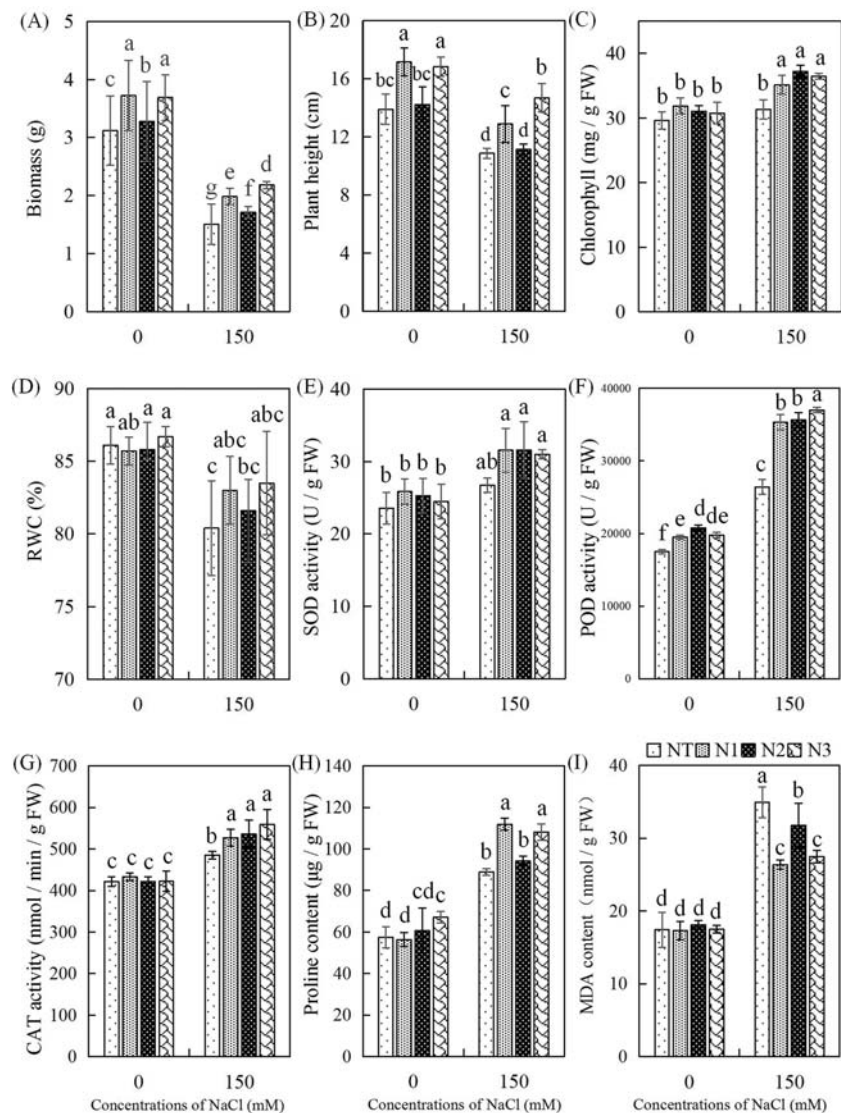 (A)
5
4
3
2
1
0
Biomass (g)
c a b a
g e f d
0 150
(B)
20
16
12
8
4
0
Plant height (cm)
bc a bc a
d c d b
0 150
(C)
40
30
20
10
0
Chlorophyll (mg / g FW)
b b b b
b a a a
0 150
(D)
90
85
80
75
70
RWC (%)
a ab a a
c abc bc abc
0 150
(E)
40
30
20
10
0
SOD activity (U / g FW)
b b b b
ab a a a
0 150
(F)
40000
30000
20000
10000
0
POD activity (U / g FW)
f e d de
c b b a
0 150
(G)
700
600
500
400
300
200
100
0
CAT activity (nmol / min / g FW)
c c c c
b a a a
0 150
Concentrations of NaCl (mM)
(H)
140
120
100
80
60
40
20
0
Proline content (μg / g FW)
d d cd c
b a b a
0 150
Concentrations of NaCl (mM)
NT N1 N2 N3
(I)
40
30
20
10
0
MDA content (nmol / g FW)
d d d d
a c b c
0 150
Concentrations of NaCl (mM)